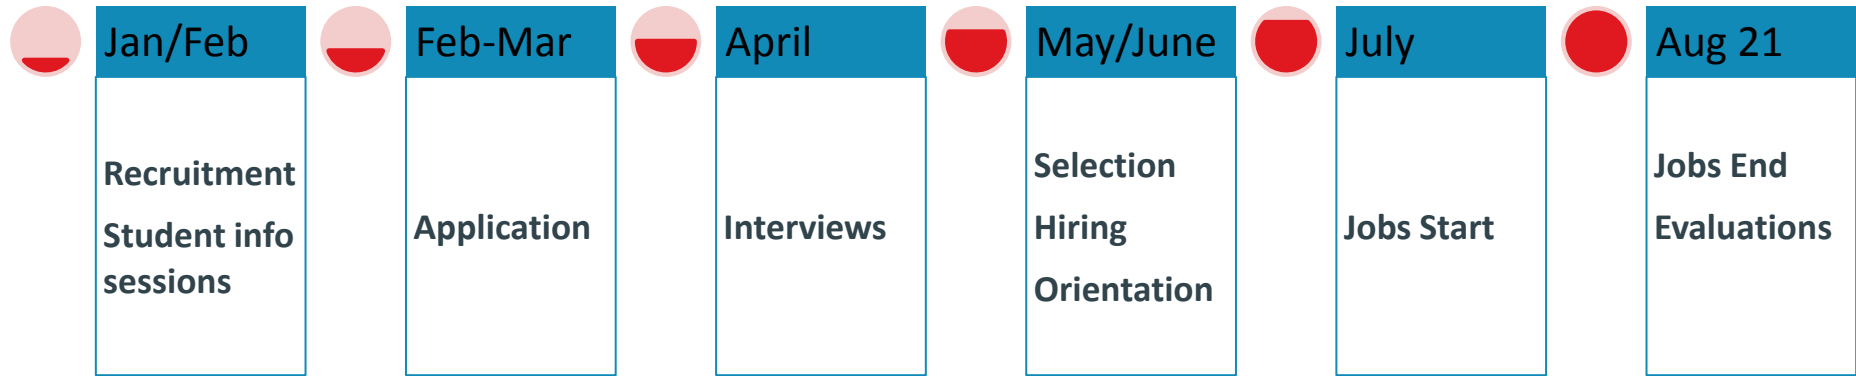 Jan/Feb
Recruitment
Student info
sessions
Feb-Mar
Application
April
Interviews
May/June
Selection
Hiring
Orientation
July
Jobs Start
Aug 21
Jobs End
Evaluations